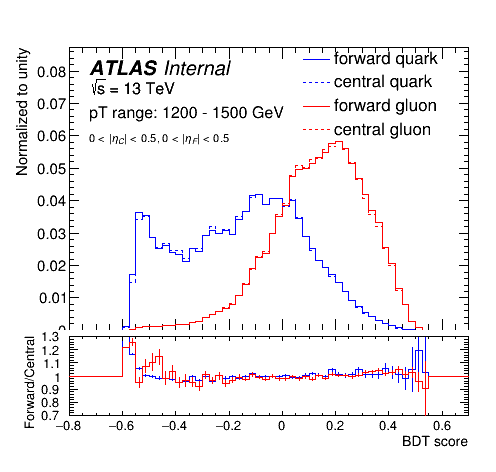 ATLAS Internal
√s = 13 TeV
pT range: 1200 - 1500 GeV
0 < |η_C| < 0.5, 0 < |η_F| < 0.5
forward quark
central quark
forward gluon
central gluon
Normalized to unity
0.08
0.07
0.06
0.05
0.04
0.03
0.02
0.01
0
Forward/Central
1.3
1.2
1.1
1
0.9
0.8
0.7
−0.8 −0.6 −0.4 −0.2 0 0.2 0.4 0.6
BDT score